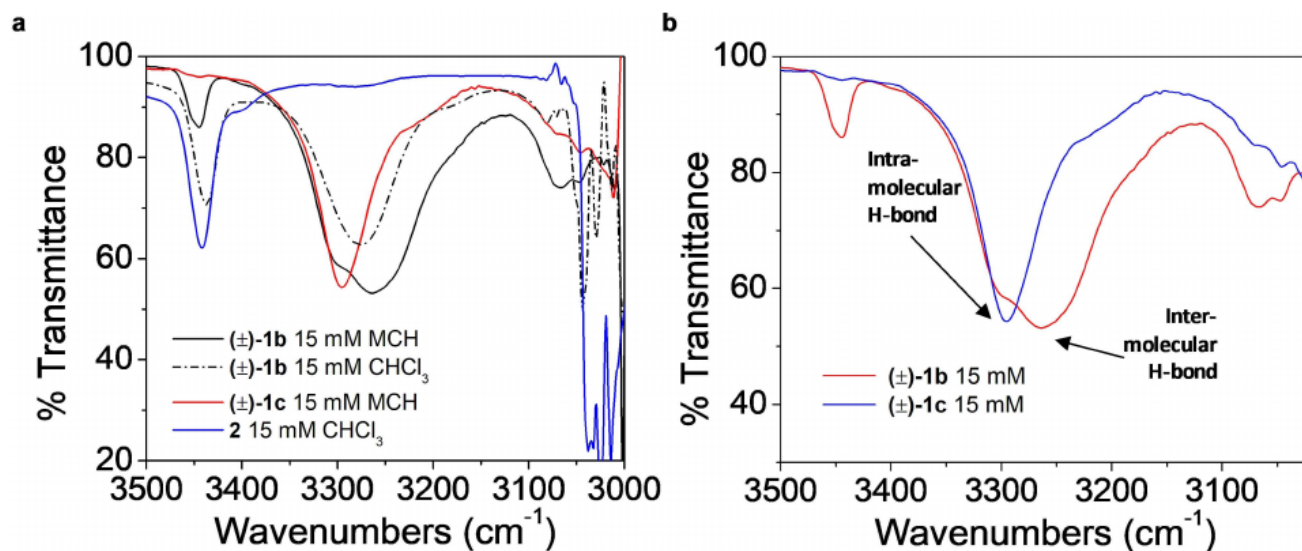 a
100
80
60
40
20
% Transmittance
(±)-1b 15 mM MCH
(±)-1b 15 mM CHCl₃
(±)-1c 15 mM MCH
2 15 mM CHCl₃
3500 3400 3300 3200 3100 3000
Wavenumbers (cm⁻¹)
b
100
80
60
40
% Transmittance
Intra-
molecular
H-bond
Inter-
molecular
H-bond
(±)-1b 15 mM
(±)-1c 15 mM
3500 3400 3300 3200 3100
Wavenumbers (cm⁻¹)